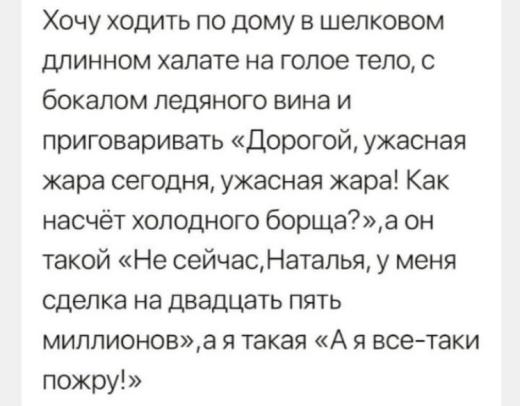 Хочу ходить по дому в шелковом
длинном халате на голое тело, с
бокалом ледяного вина и
приговаривать «Дорогой, ужасная
жара сегодня, ужасная жара! Как
насчёт холодного борща?»,а он
такой «Не сейчас,Наталья, у меня
сделка на двадцать пять
миллионов»,а я такая «А я все-таки
пожру!»